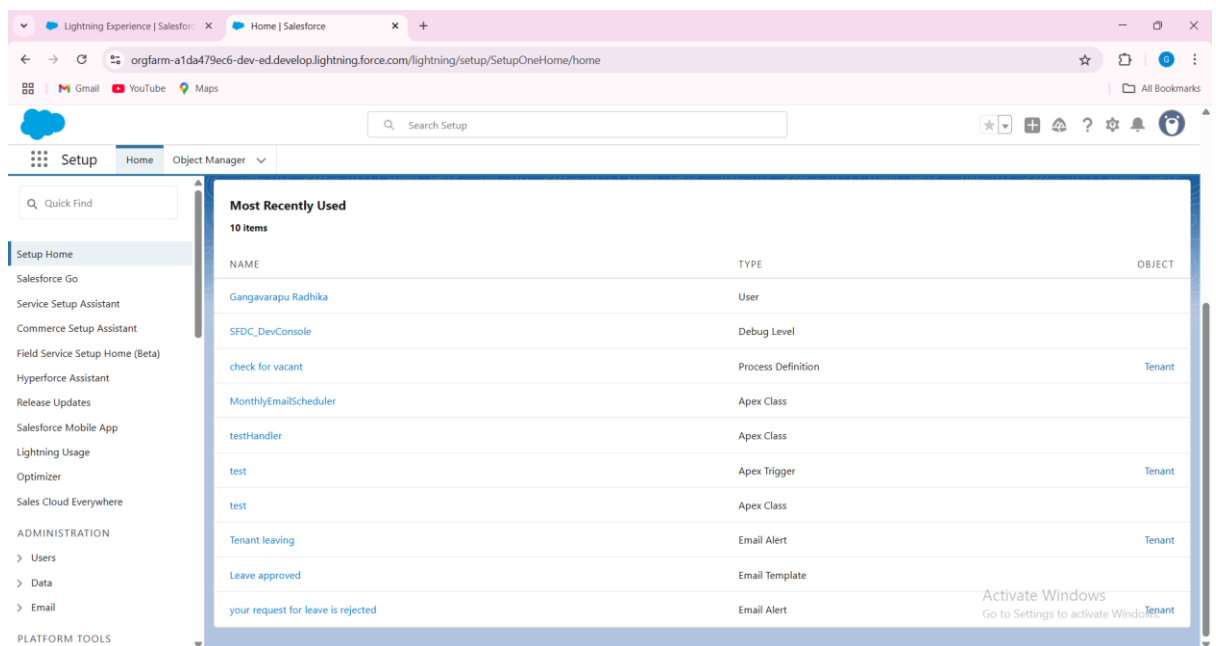 Lightning Experience | Salesforc
Home | Salesforce
orgfarm-a1da479ec6-dev-ed.develop.lightning.force.com/lightning/setup/SetupOneHome/home
G
Gmail YouTube Maps All Bookmarks
Search Setup
Setup Home Object Manager
Quick Find
Setup Home
Salesforce Go
Service Setup Assistant
Commerce Setup Assistant
Field Service Setup Home (Beta)
Hyperforce Assistant
Release Updates
Salesforce Mobile App
Lightning Usage
Optimizer
Sales Cloud Everywhere
ADMINISTRATION
Users
Data
Email
PLATFORM TOOLS
Most Recently Used
10 items
NAME TYPE OBJECT
Gangavarapu Radhika User
SFDC_DevConsole Debug Level
check for vacant Process Definition Tenant
MonthlyEmailScheduler Apex Class
testHandler Apex Class
test Apex Trigger Tenant
test Apex Class
Tenant leaving Email Alert Tenant
Leave approved Email Template
your request for leave is rejected Email Alert Tenant
Activate Windows
Go to Settings to activate Windows.